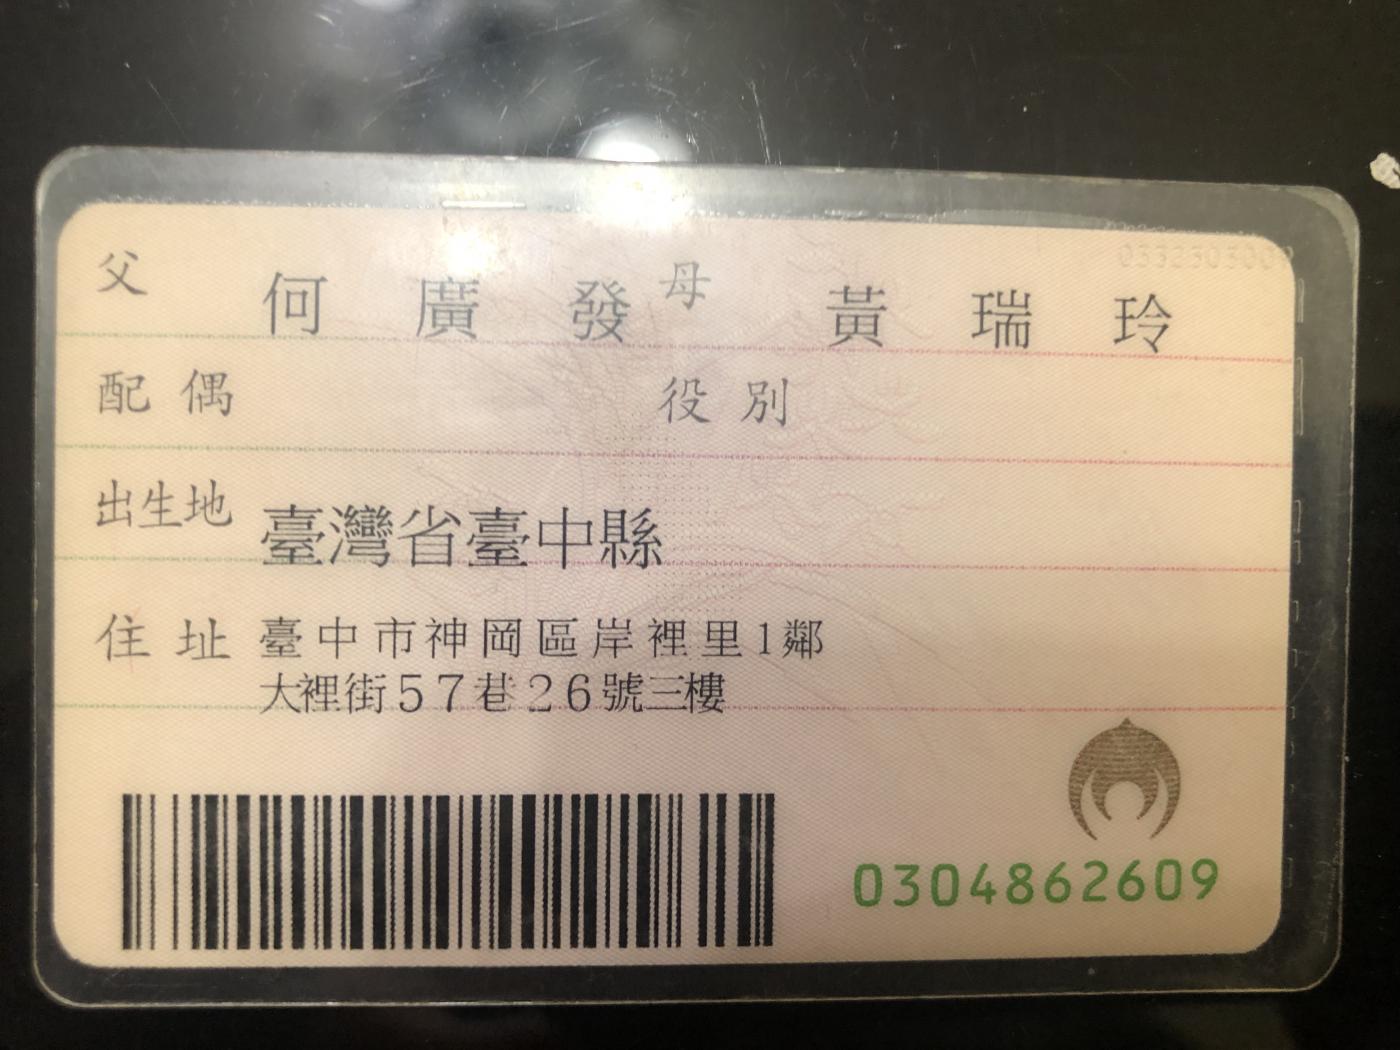 父 何廣發 母 黃瑞玲
配偶 役別
出生地 臺灣省臺中縣
住址 臺中市神岡區岸裡里1鄰
大裡街57巷26號三樓
0304862609